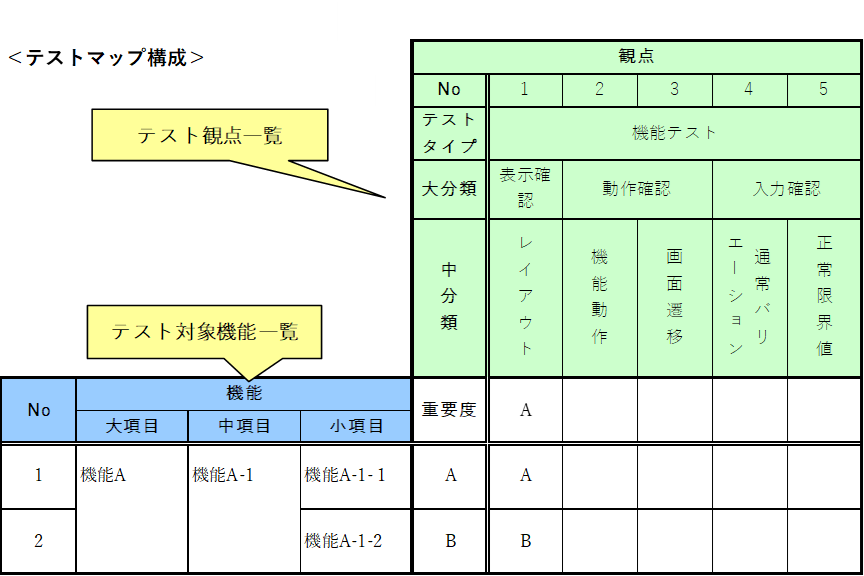 ＜テストマップ構成＞
観点
No 1 2 3 4 5
テスト
タイプ
機能テスト
テスト観点一覧
大分類
表示確
認
動作確認
入力確認
中分類
レイアウト
機能動作
画面遷移
通常バリ
エーション
正常限界値
テスト対象機能一覧
No
機能
大項目 中項目 小項目
重要度 A
1 機能A 機能A-1 機能A-1-1 A A
2 機能A-1-2 B B